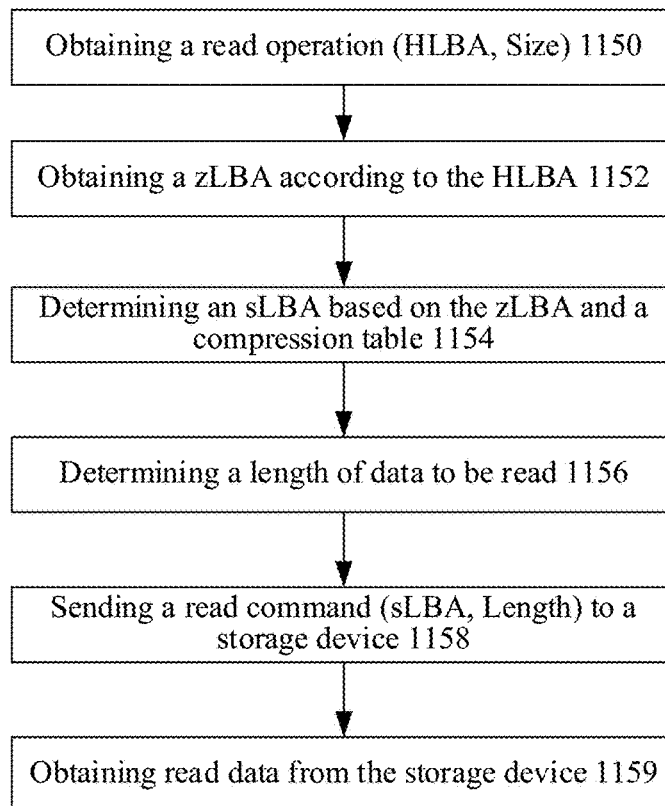 Obtaining a read operation (HLBA, Size) 1150
Obtaining a zLBA according to the HLBA 1152
Determining an sLBA based on the zLBA and a
compression table 1154
Determining a length of data to be read 1156
Sending a read command (sLBA, Length) to a
storage device 1158
Obtaining read data from the storage device 1159